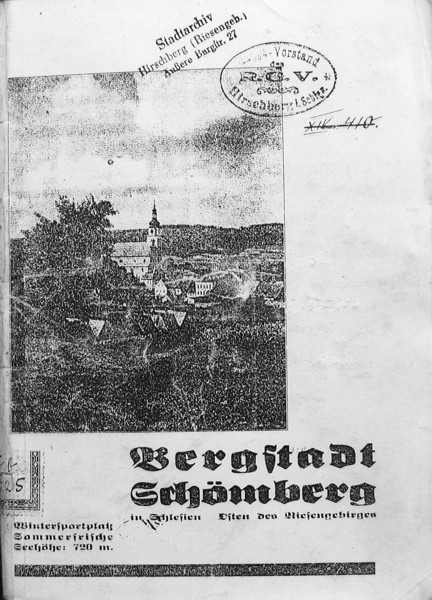 Stadtarchiv
Hirschberg (Riesengeb.)
Äußere Burgstr. 27
Vorstand
des
R.G.V.
Hirschberg i. Schles.
XIV. 410.
Bergstadt
Schömberg
in Schlesien Osten des Riesengebirges
Wintersportplatz
Sommerfrische
Seehöhe: 720 m.